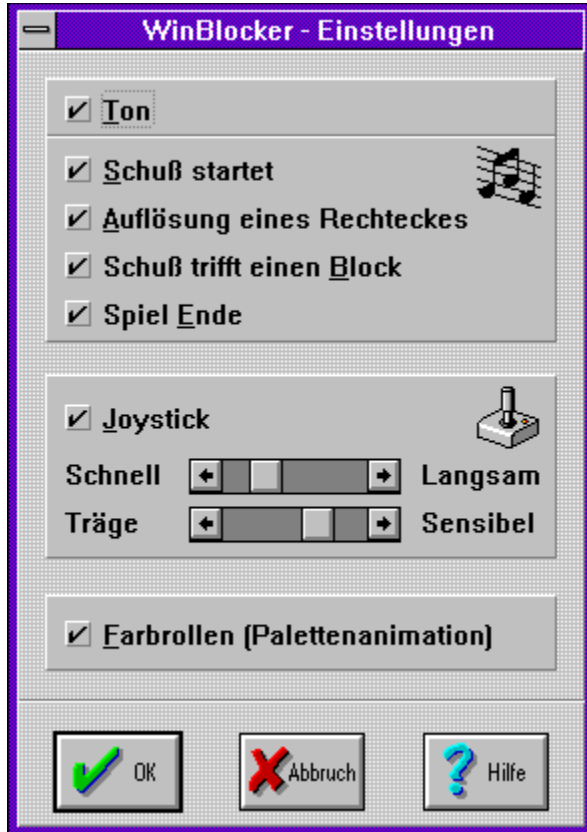 WinBlocker - Einstellungen
Ton
Schuß startet
Auflösung eines Rechteckes
Schuß trifft einen Block
Spiel Ende
Joystick
Schnell Langsam
Träge Sensibel
Farbrollen (Palettenanimation)
OK Abbruch Hilfe